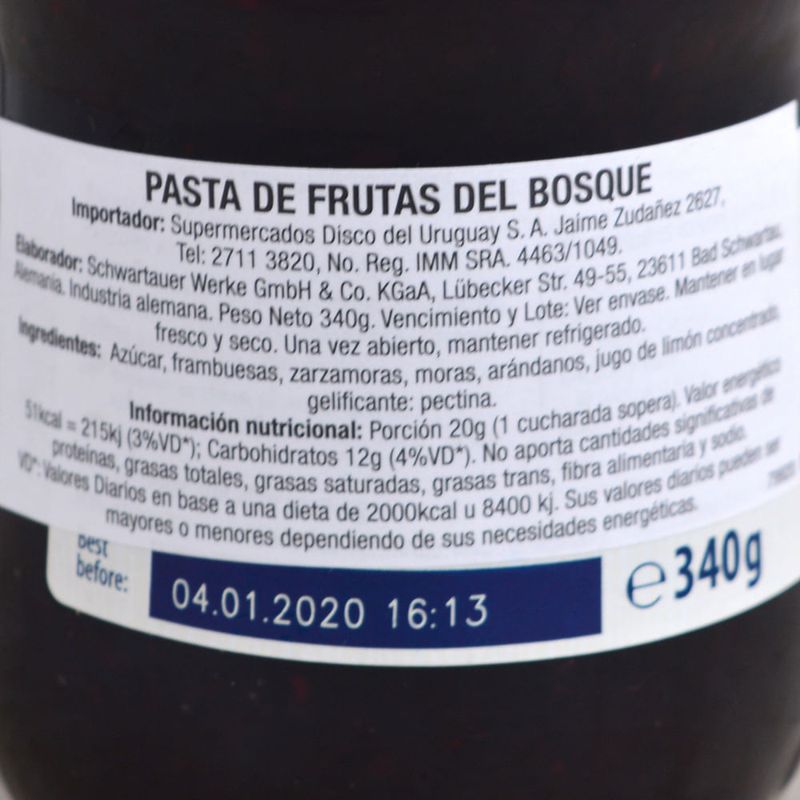 PASTA DE FRUTAS DEL BOSQUE
Importador: Supermercados Disco del Uruguay S. A. Jaime Zudañez 2627,
Tel: 2711 3820, No. Reg. IMM SRA. 4463/1049.
Elaborador: Schwartauer Werke GmbH & Co. KGaA, Lübecker Str. 49-55, 23611 Bad Schwartau,
Alemania. Industria alemana. Peso Neto 340g. Vencimiento y Lote: Ver envase. Mantener en lugar
fresco y seco. Una vez abierto, mantener refrigerado.
Ingredientes: Azúcar, frambuesas, zarzamoras, moras, arándanos, jugo de limón concentrado,
gelificante: pectina.
Información nutricional: Porción 20g (1 cucharada sopera). Valor energético
51kcal = 215kj (3%VD*); Carbohidratos 12g (4%VD*). No aporta cantidades significativas de
proteínas, grasas totales, grasas saturadas, grasas trans, fibra alimentaria y sodio.
VD*: Valores Diarios en base a una dieta de 2000kcal u 8400 kj. Sus valores diarios pueden ser
mayores o menores dependiendo de sus necesidades energéticas.
best
before:
04.01.2020 16:13
℮340g